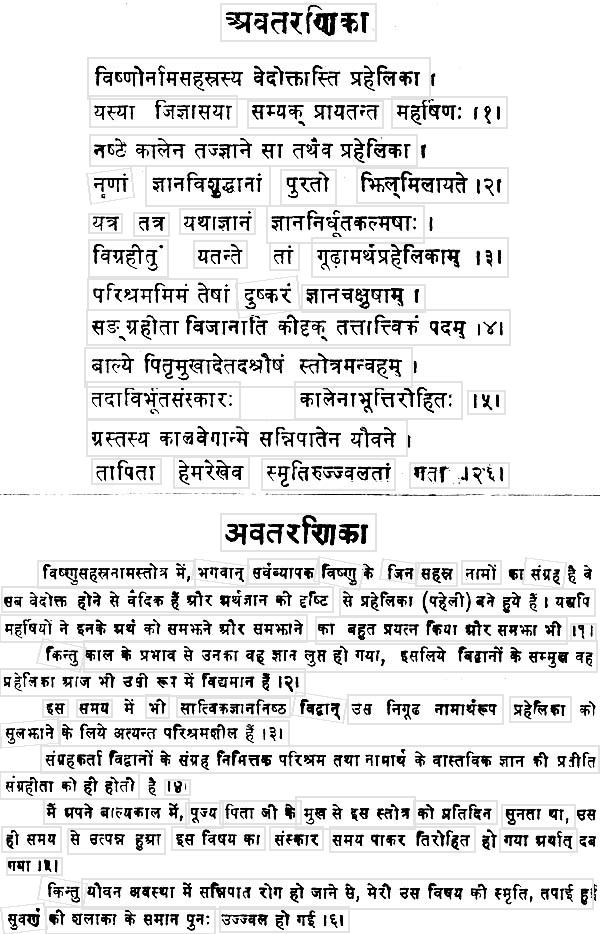 अवतरणिका
विष्णोर्नामसहस्रस्य वेदोक्तास्ति प्रहेलिका ।
यस्या जिज्ञासया सम्यक् प्रायतन्त महर्षिणः ।१।
नष्टे कालेन तज्ज्ञाने सा तथैव प्रहेलिका ।
नृणां ज्ञानविशुद्धानां पुरतो झिल्मिलायते ।२।
यत्र तत्र यथाज्ञानं ज्ञाननिर्धूतकल्मषाः ।
विग्रहीतुं यतन्ते तां गूढ़ामर्थप्रहेलिकाम् ।३।
परिश्रममिमं तेषां दुष्करं ज्ञानचक्षुषाम् ।
सङ्ग्रहोता विजानाति कीदृक् तत्तात्त्विकं पदम् ।४।
बाल्ये पितृमुखादेतदश्रौषं स्तोत्रमन्वहम् ।
तदाविर्भूतसंस्कारः कालेनाभूत्तिरोहितः ।५।
ग्रस्तस्य कालवेगान्मे सन्निपातेन यौवने ।
तापिता हेमरेखेव स्मृतिरुज्ज्वलतां गता ।२६।
अवतरणिका
विष्णुसहस्रनामस्तोत्र में, भगवान् सर्वव्यापक विष्णु के जिन सहस्र नामों का संग्रह है वे
सब वेदोक्त होने से वैदिक हैं और अर्थज्ञान की दृष्टि से प्रहेलिका (पहेली) बने हुये हैं । यद्यपि
महर्षियों ने इनके अर्थ को समझने और समझाने का बहुत प्रयत्न किया और समझा भी ।१।
किन्तु काल के प्रभाव से उनका वह ज्ञान लुप्त हो गया, इसलिये विद्वानों के सम्मुख वह
प्रहेलिका आज भी उसी रूप में विद्यमान हैं ।२।
इस समय में भी सात्विकज्ञाननिष्ठ विद्वान् उस निगूढ नामार्थरूप प्रहेलिका को
सुलझाने के लिये अत्यन्त परिश्रमशील हैं ।३।
संग्रहकर्ता विद्वानों के संग्रह निमित्तक परिश्रम तथा नामार्थ के वास्तविक ज्ञान की प्रतीति
संग्रहीता को ही होती है ।४।
मैं अपने बाल्यकाल में, पूज्य पिता जी के मुख से इस स्तोत्र को प्रतिदिन सुनता था, उस
ही समय से उत्पन्न हुआ इस विषय का संस्कार समय पाकर तिरोहित हो गया अर्थात् दब
गया ।५।
किन्तु यौवन अवस्था में सन्निपात रोग हो जाने से, मेरी उस विषय की स्मृति, तपाई हुई
सुवर्ण की शलाका के समान पुनः उज्ज्वल हो गई ।६।